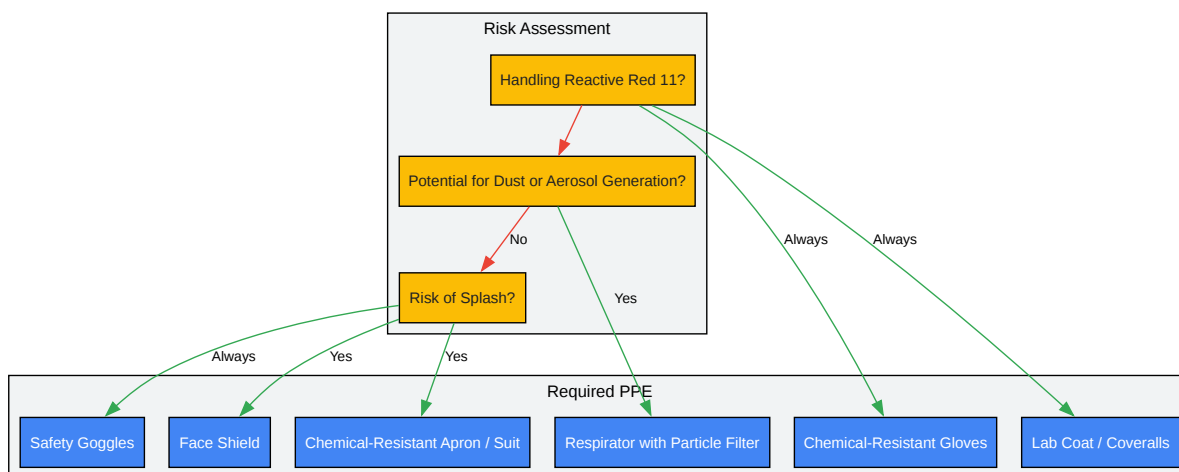 Risk Assessment
Handling Reactive Red 11?
Potential for Dust or Aerosol Generation?
No
Always
Always
Risk of Splash?
Yes
Always
Yes
Yes
Required PPE
Safety Goggles
Face Shield
Chemical-Resistant Apron / Suit
Respirator with Particle Filter
Chemical-Resistant Gloves
Lab Coat / Coveralls